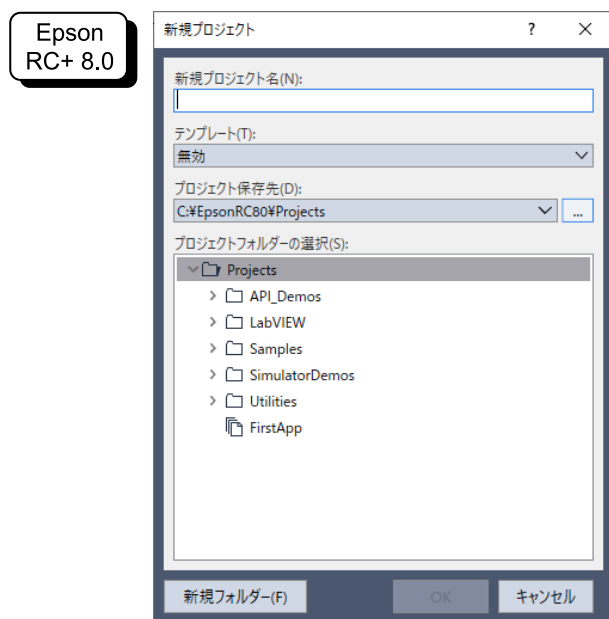 Epson
RC+ 8.0
新規プロジェクト
?
新規プロジェクト名(N):
テンプレート(T):
無効
プロジェクト保存先(D):
C:¥EpsonRC80¥Projects
...
プロジェクトフォルダーの選択(S):
Projects
API_Demos
LabVIEW
Samples
SimulatorDemos
Utilities
FirstApp
新規フォルダー(F)
OK
キャンセル